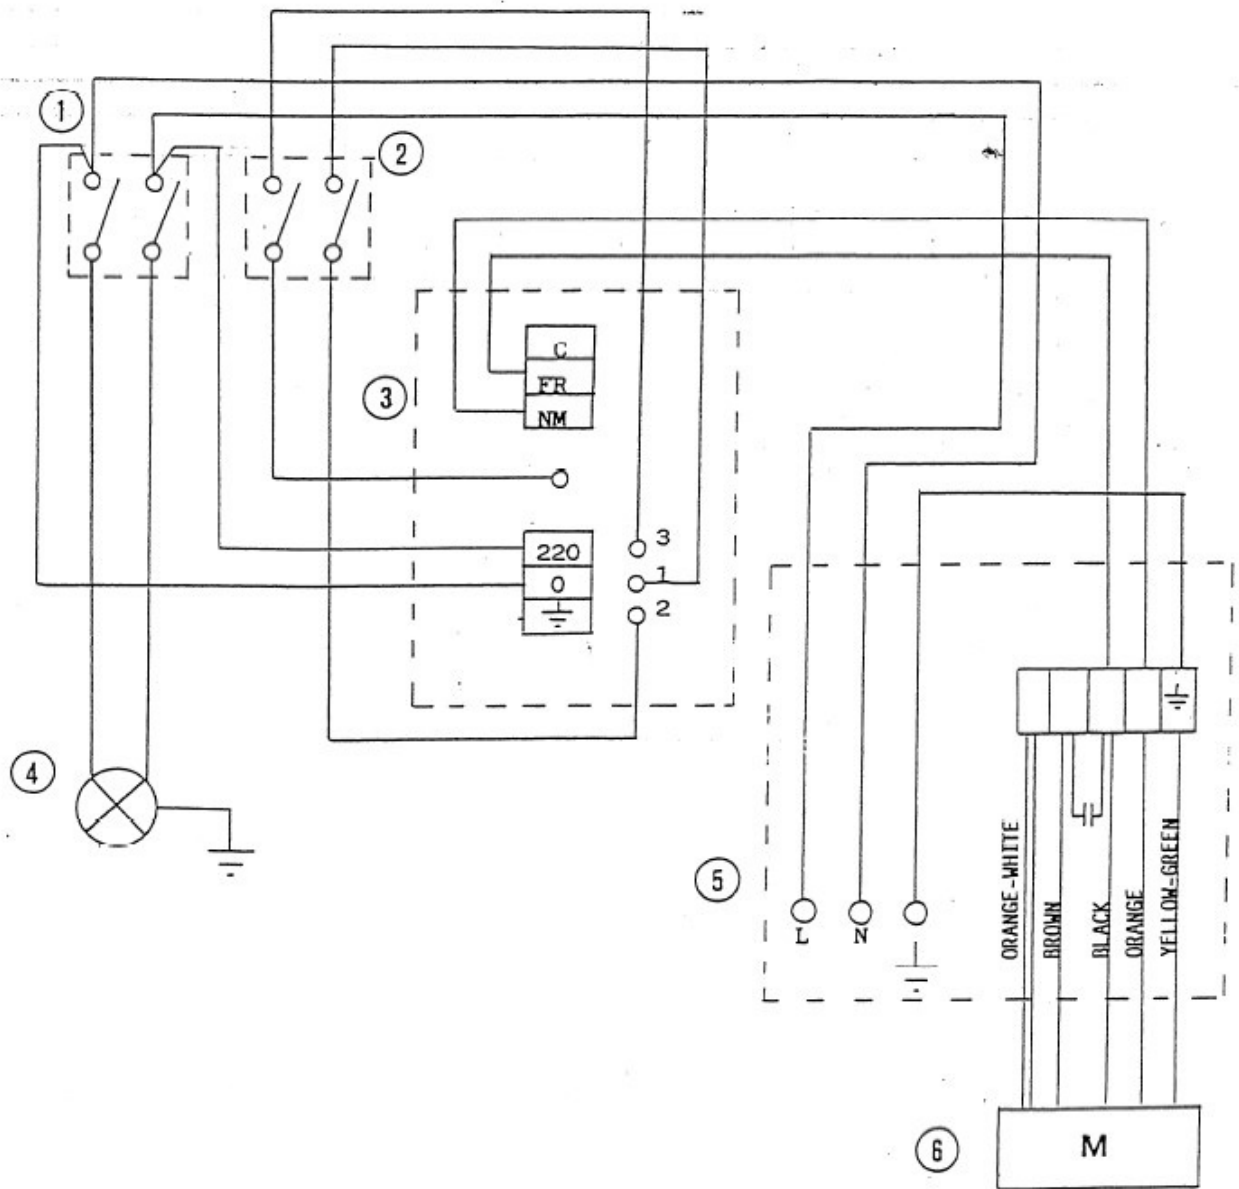 1
2
C
FR
3
NM
3
220
1
0
2
4
5
L
N
ORANGE-WHITE
BROWN
BLACK
ORANGE
YELLOW-GREEN
6
M